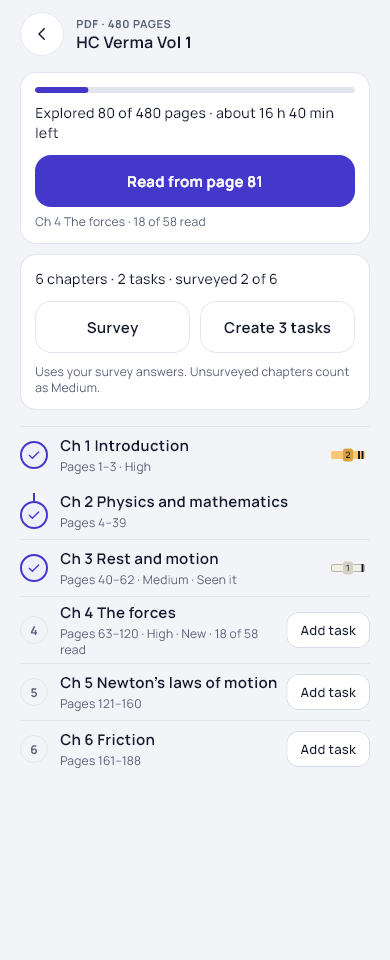 PDF · 480 PAGES
HC Verma Vol 1
Explored 80 of 480 pages · about 16 h 40 min
left
Read from page 81
Ch 4 The forces · 18 of 58 read
6 chapters · 2 tasks · surveyed 2 of 6
Survey
Create 3 tasks
Uses your survey answers. Unsurveyed chapters count
as Medium.
Ch 1 Introduction
Pages 1–3 · High
2
Ch 2 Physics and mathematics
Pages 4–39
Ch 3 Rest and motion
Pages 40–62 · Medium · Seen it
1
4
Ch 4 The forces
Pages 63–120 · High · New · 18 of 58
read
Add task
5
Ch 5 Newton's laws of motion
Pages 121–160
Add task
6
Ch 6 Friction
Pages 161–188
Add task